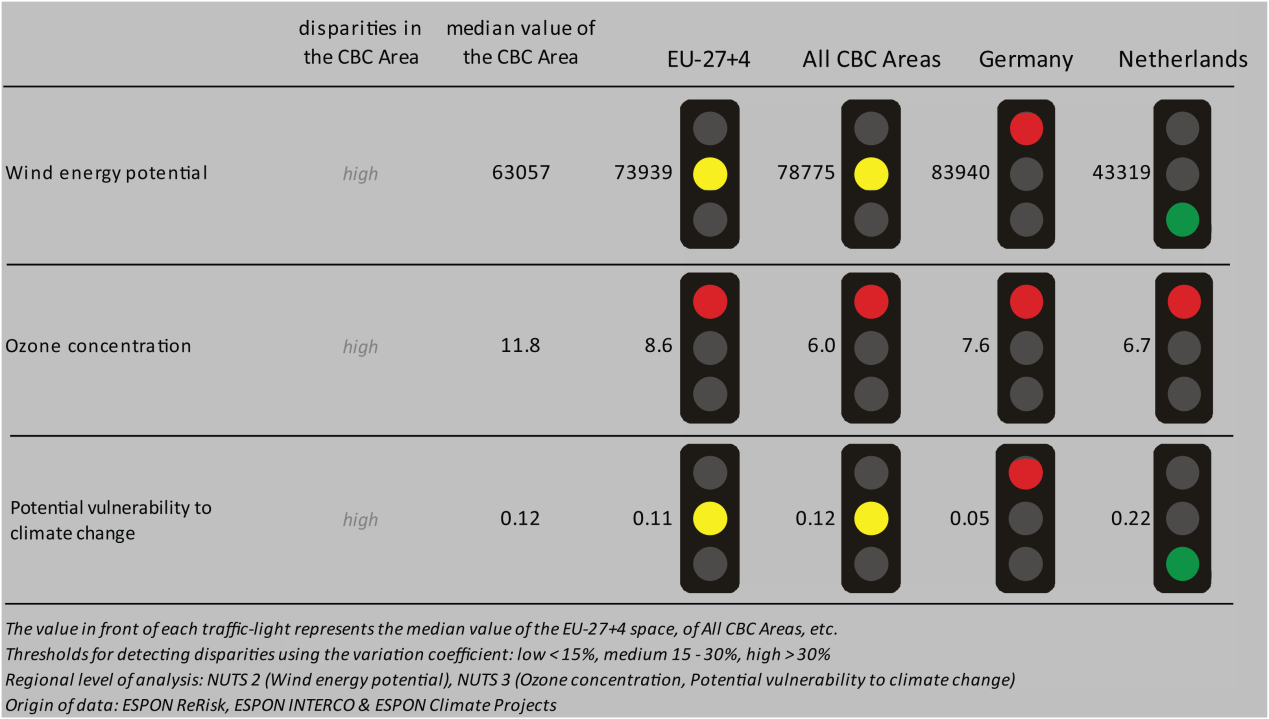 disparities in
the CBC Area
median value of
the CBC Area
EU-27+4
All CBC Areas
Germany
Netherlands
Wind energy potential
high
63057
73939
78775
83940
43319
Ozone concentration
high
11.8
8.6
6.0
7.6
6.7
Potential vulnerability to
climate change
high
0.12
0.11
0.12
0.05
0.22
The value in front of each traffic-light represents the median value of the EU-27+4 space, of All CBC Areas, etc.
Thresholds for detecting disparities using the variation coefficient: low < 15%, medium 15 - 30%, high > 30%
Regional level of analysis: NUTS 2 (Wind energy potential), NUTS 3 (Ozone concentration, Potential vulnerability to climate change)
Origin of data: ESPON ReRisk, ESPON INTERCO & ESPON Climate Projects